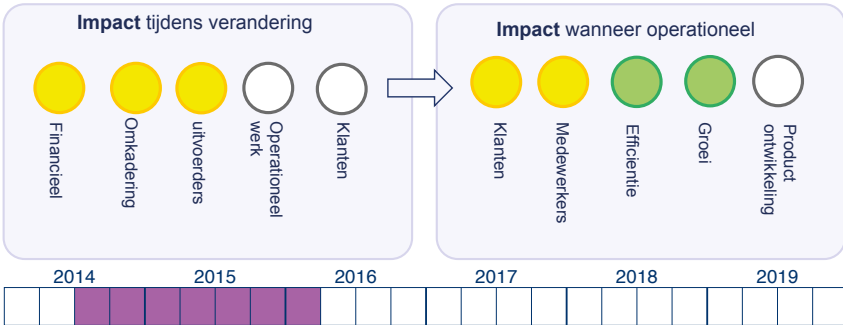 Impact tijdens verandering
Financieel
Omkadering
uitvoerders
Operationeel
werk
Klanten
Impact wanneer operationeel
Klanten
Medewerkers
Efficientie
Groei
Product
ontwikkeling
2014 2015 2016 2017 2018 2019